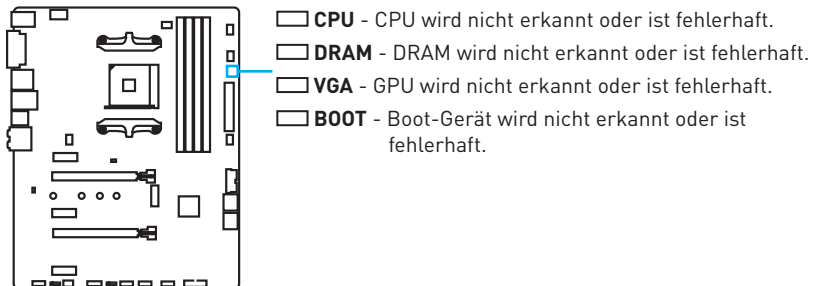 CPU - CPU wird nicht erkannt oder ist fehlerhaft.
DRAM - DRAM wird nicht erkannt oder ist fehlerhaft.
VGA - GPU wird nicht erkannt oder ist fehlerhaft.
BOOT - Boot-Gerät wird nicht erkannt oder ist
fehlerhaft.